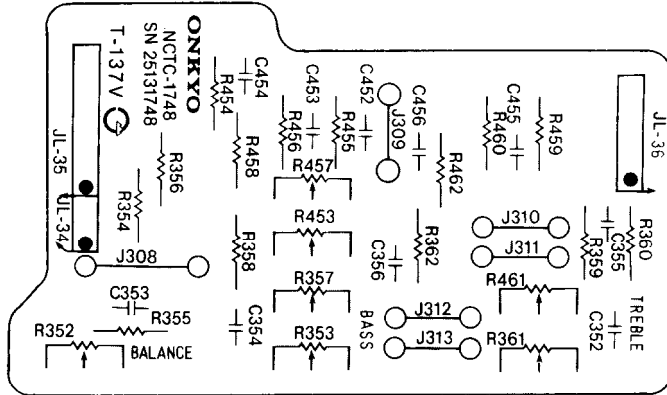 ONKYO
NCTC-1748
SN 25131748
T-137V
JL-35
JL-34
JL-36
C454
R454
R458
C453
R456
C452
R455
J309
C456
R462
C455
R460
R459
R457
R356
R354
R453
R358
C356
R362
J310
J311
R359
C355
R360
J308
R357
R461
C353
R355
C354
R352
BALANCE
R353
BASS
J312
J313
R361
C352
TREBLE